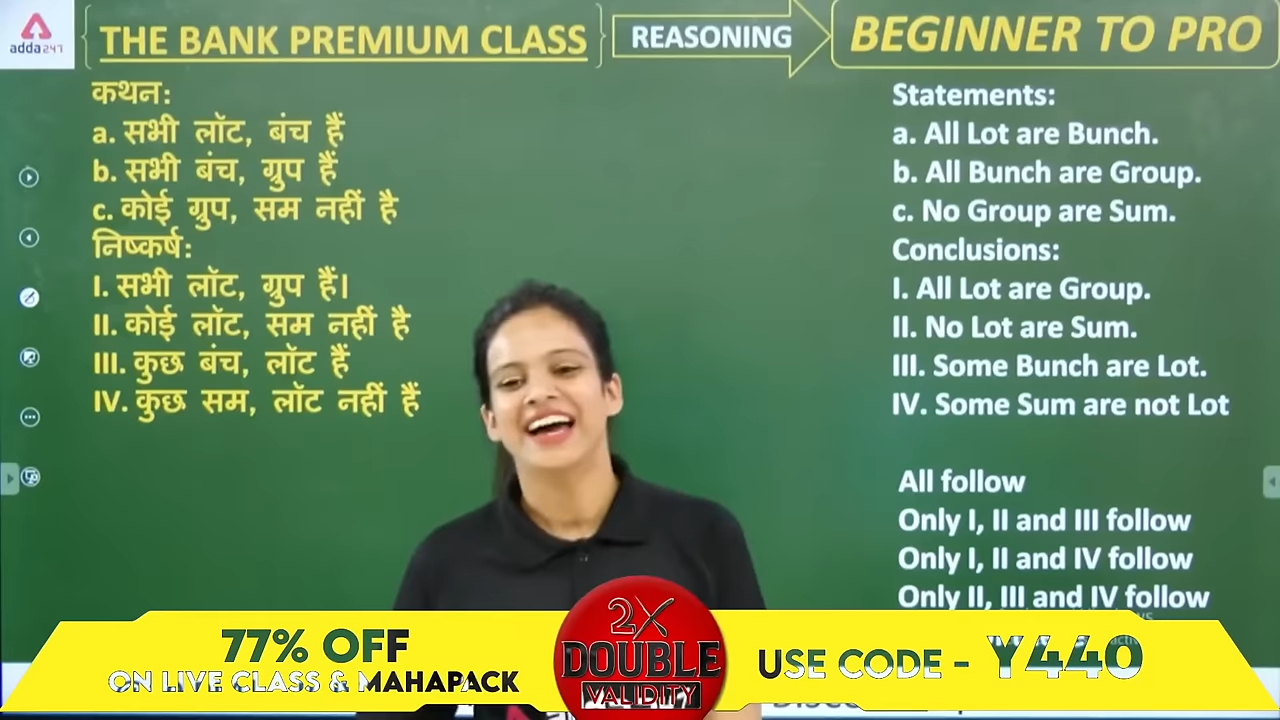 adda247
THE BANK PREMIUM CLASS
REASONING
BEGINNER TO PRO
कथन:
a. सभी लॉट, बंच हैं
b. सभी बंच, ग्रुप हैं
c. कोई ग्रुप, सम नहीं है
निष्कर्ष:
I. सभी लॉट, ग्रुप हैं।
II. कोई लॉट, सम नहीं है
III. कुछ बंच, लॉट हैं
IV. कुछ सम, लॉट नहीं हैं
Statements:
a. All Lot are Bunch.
b. All Bunch are Group.
c. No Group are Sum.
Conclusions:
I. All Lot are Group.
II. No Lot are Sum.
III. Some Bunch are Lot.
IV. Some Sum are not Lot
All follow
Only I, II and III follow
Only I, II and IV follow
Only II, III and IV follow
77% OFF
ON LIVE CLASS & MAHAPACK
2X
DOUBLE
VALIDITY
USE CODE - Y440